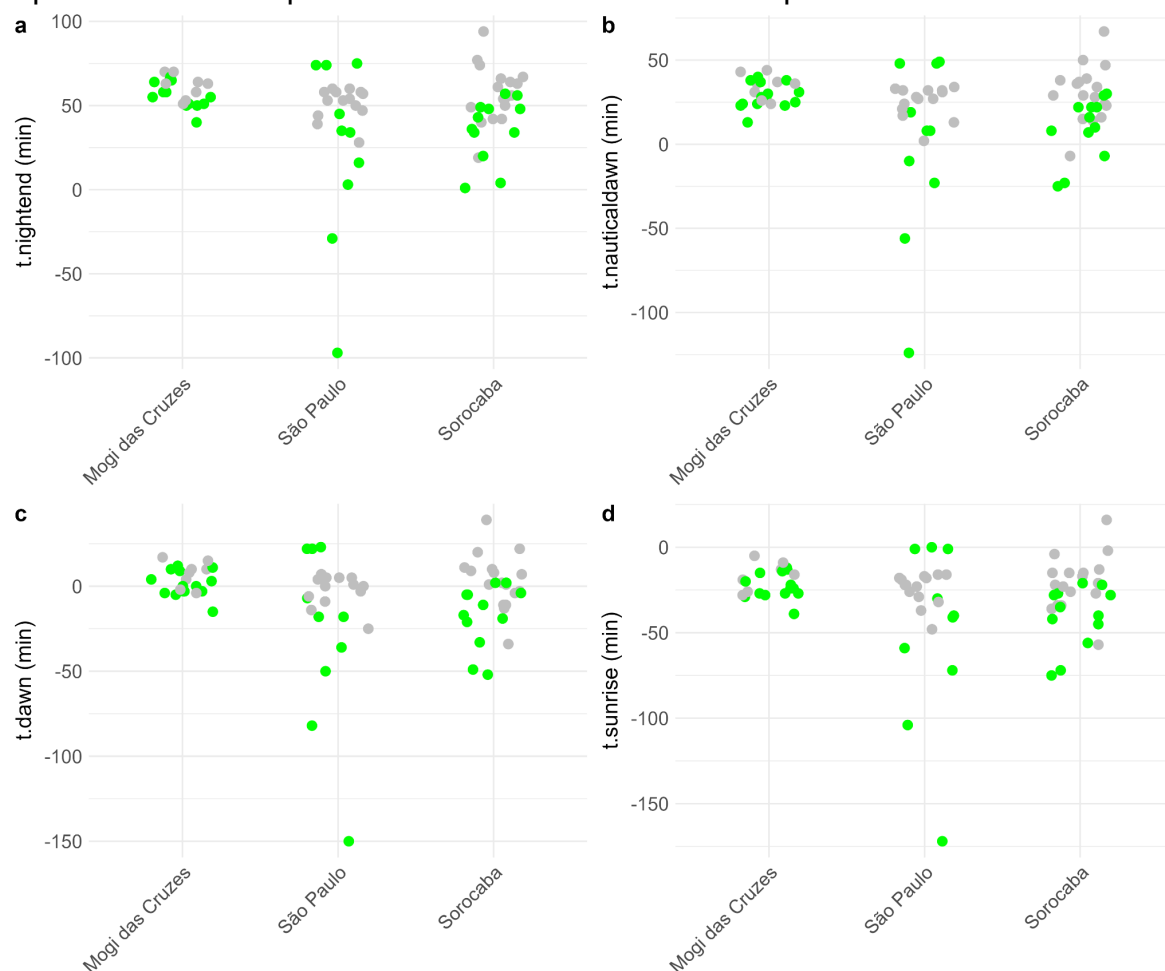 a
100
50
0
-50
-100
t.nightend (min)
Mogi das Cruzes
São Paulo
Sorocaba
b
50
0
-50
-100
t.nauticaldawn (min)
Mogi das Cruzes
São Paulo
Sorocaba
c
0
-50
-100
-150
t.dawn (min)
Mogi das Cruzes
São Paulo
Sorocaba
d
0
-50
-100
-150
t.sunrise (min)
Mogi das Cruzes
São Paulo
Sorocaba